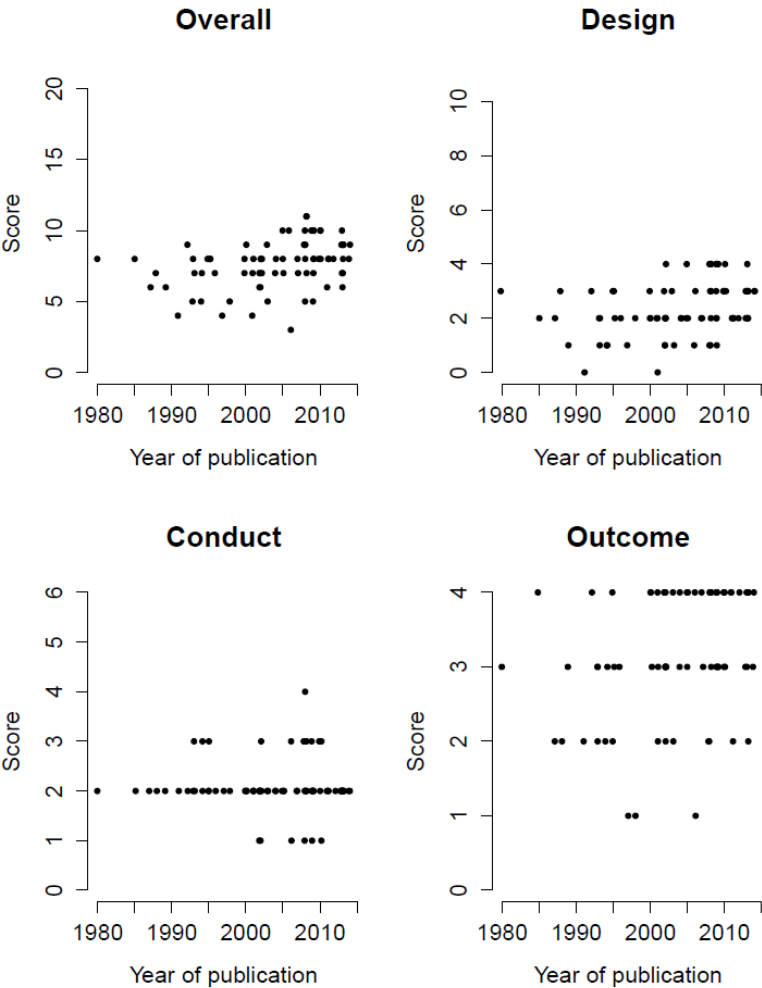 Overall
20
15
10
5
0
Score
1980 1990 2000 2010
Year of publication
Design
10
8
6
4
2
0
Score
1980 1990 2000 2010
Year of publication
Conduct
6
5
4
3
2
1
0
Score
1980 1990 2000 2010
Year of publication
Outcome
4
3
2
1
0
Score
1980 1990 2000 2010
Year of publication